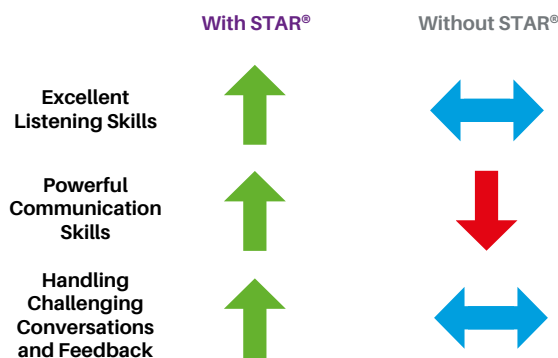 With STAR® Without STAR®
Excellent
Listening Skills
Powerful
Communication
Skills
Handling
Challenging
Conversations
and Feedback